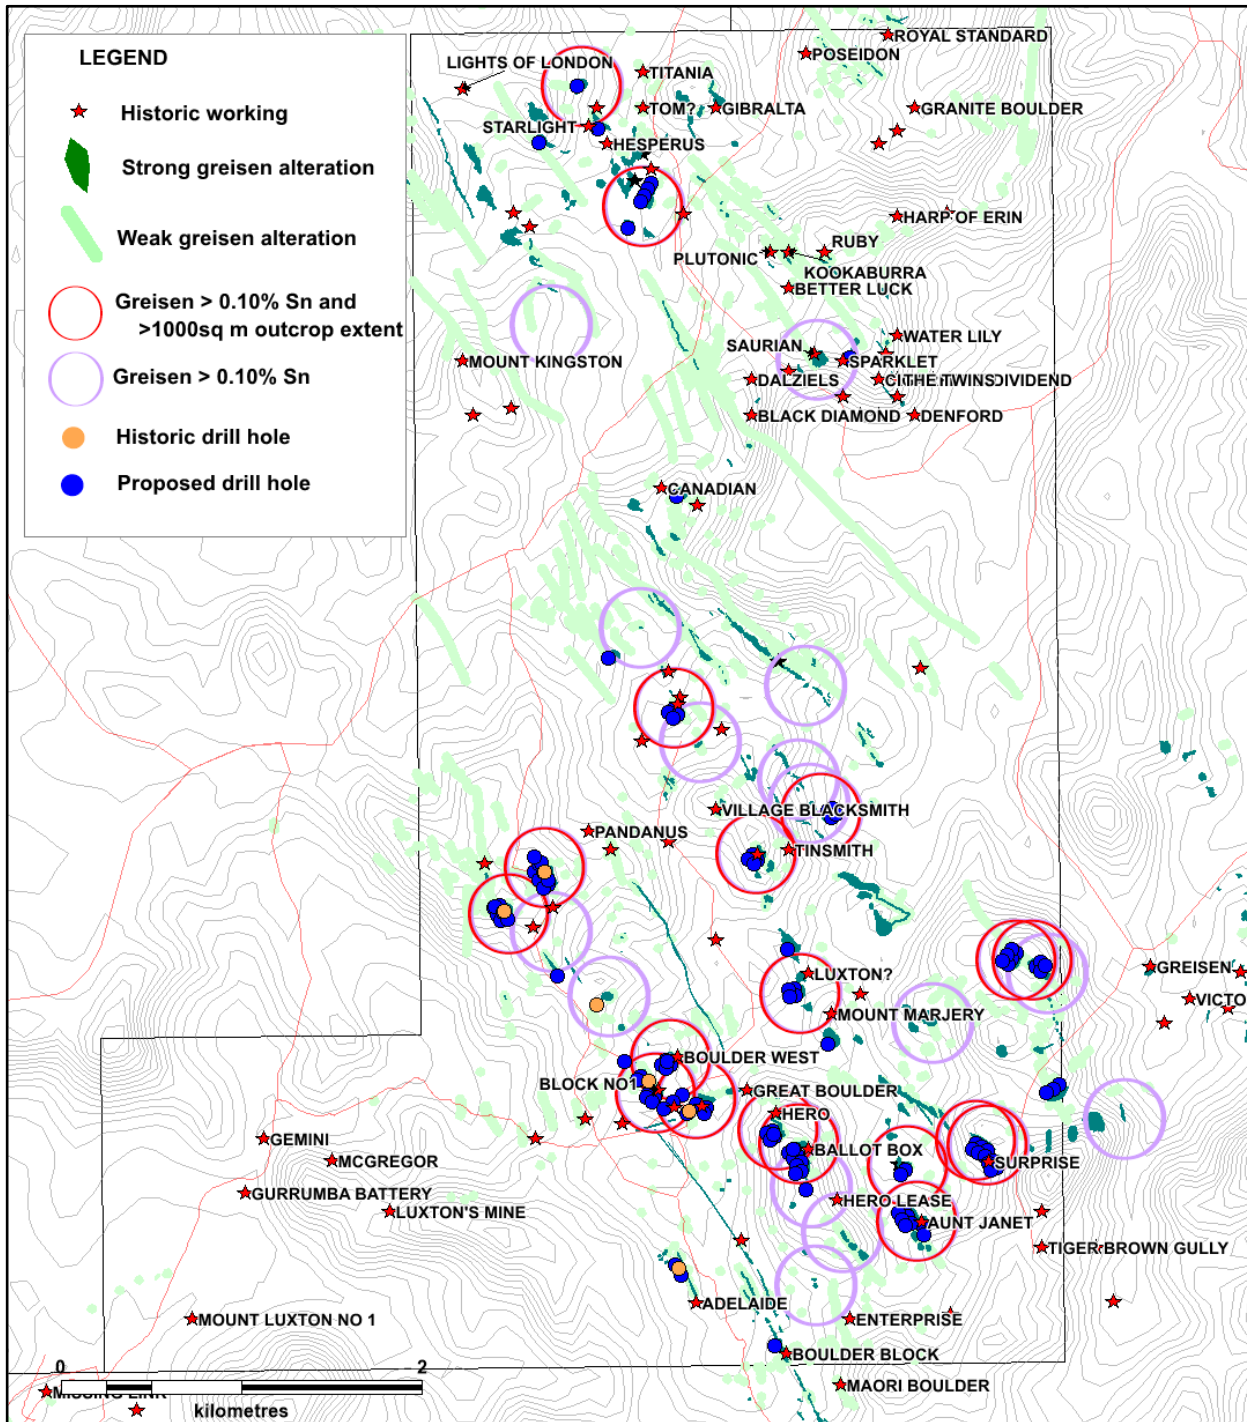 LEGEND
Historic working
Strong greisen alteration
Weak greisen alteration
Greisen > 0.10% Sn and
>1000sq m outcrop extent
Greisen > 0.10% Sn
Historic drill hole
Proposed drill hole
ROYAL STANDARD
POSEIDON
LIGHTS OF LONDON
TITANIA
TOM?
GIBRALTA
GRANITE BOULDER
STARLIGHT
HESPERUS
HARP OF ERIN
PLUTONIC
RUBY
KOOKABURRA
BETTER LUCK
WATER LILY
SAURIAN
SPARKLET
MOUNT KINGSTON
DALZIELS
TWINS
DIVIDEND
BLACK DIAMOND
DENFORD
CANADIAN
VILLAGE BLACKSMITH
PANDANUS
TINSMITH
LUXTON?
GREISEN
VICTO
MOUNT MARJERY
BOULDER WEST
BLOCK NO1
GREAT BOULDER
HERO
GEMINI
BALLOT BOX
MCGREGOR
SURPRISE
GURRUMBA BATTERY
HERO LEASE
LUXTON'S MINE
AUNT JANET
TIGER BROWN GULLY
ADELAIDE
MOUNT LUXTON NO 1
ENTERPRISE
BOULDER BLOCK
0 2
MAORI BOULDER
MISSING LINK
kilometres